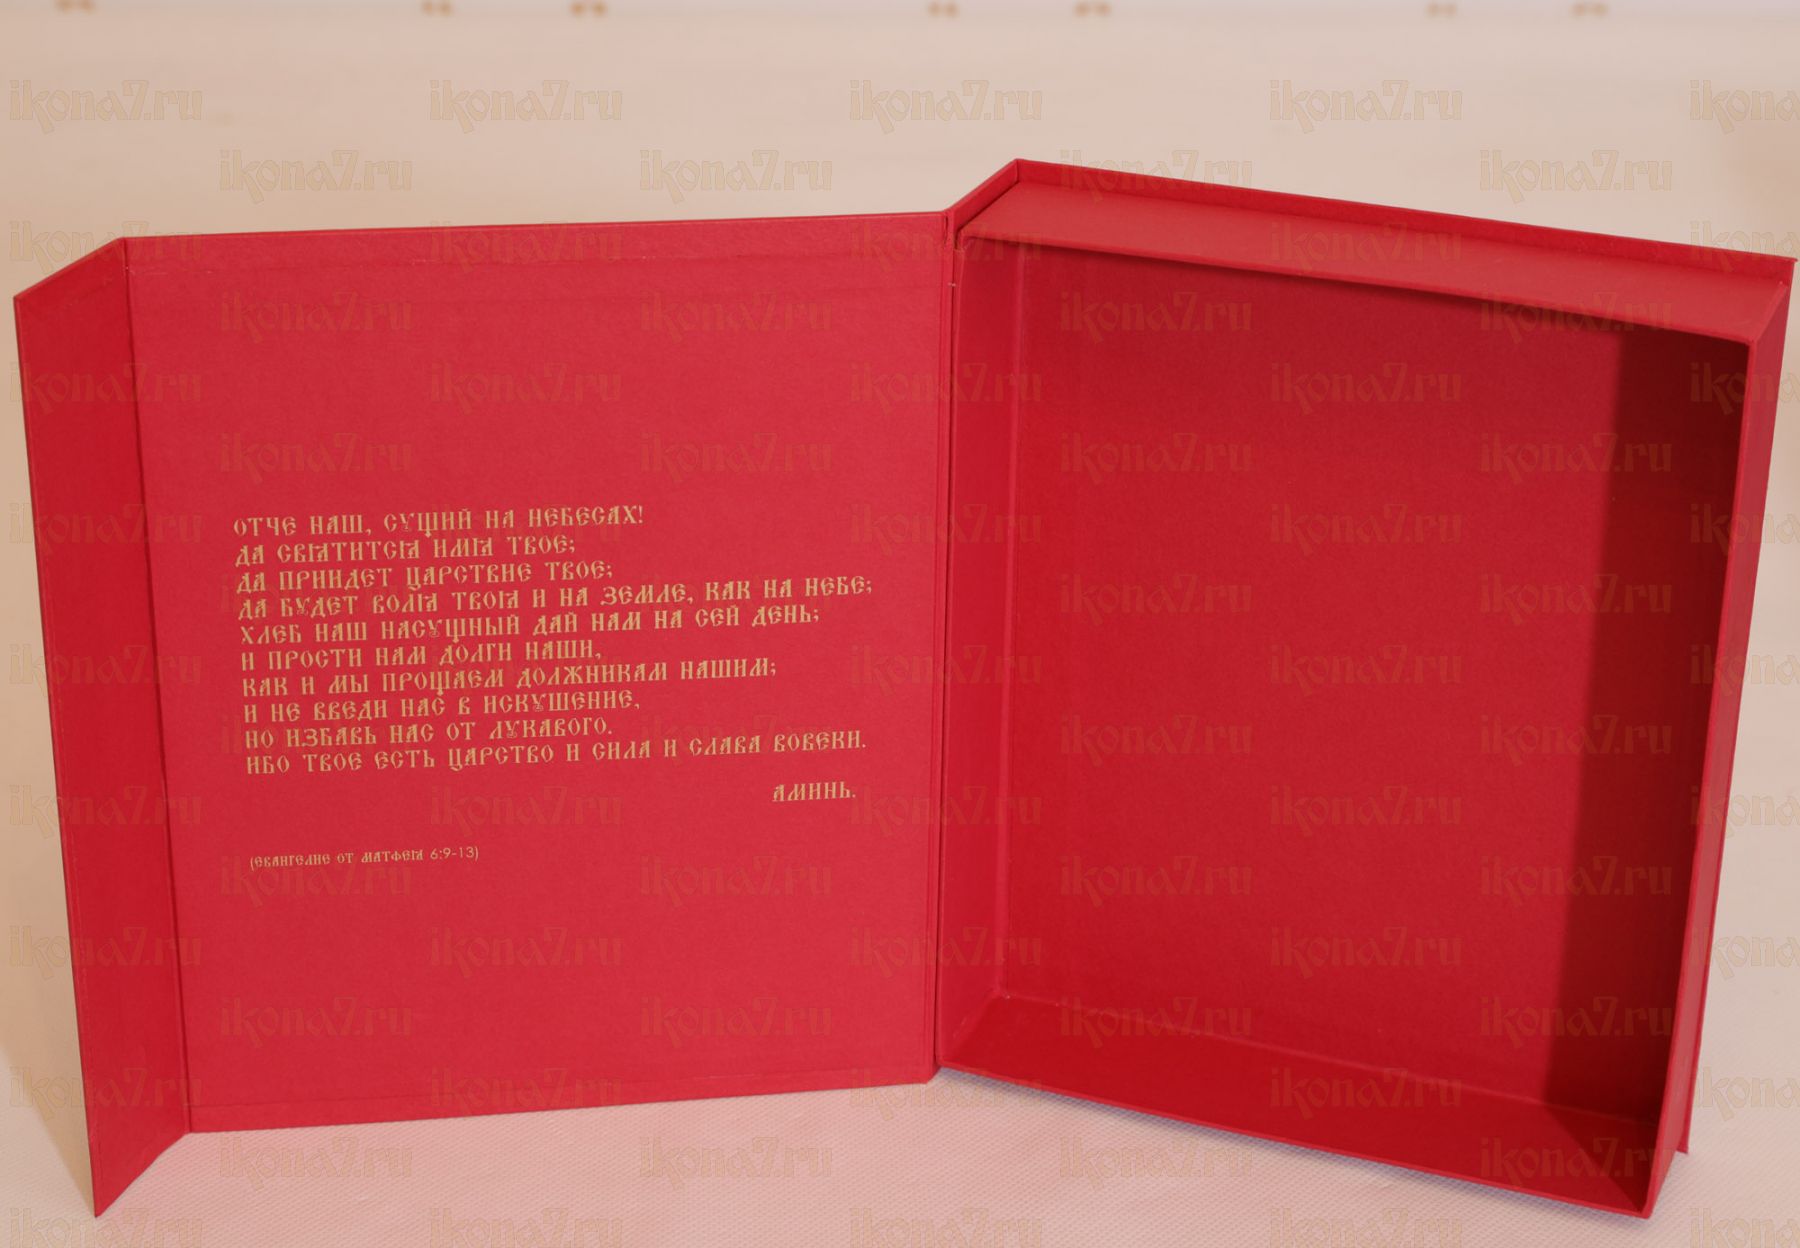 ОТЧЕ НАШ, СУЩИЙ НА НЕБЕСАХ!
ДА СВЯТИТСЯ ИМЯ ТВОЕ;
ДА ПРИИДЕТ ЦАРСТВИЕ ТВОЕ;
ДА БУДЕТ ВОЛЯ ТВОЯ И НА ЗЕМЛЕ, КАК НА НЕБЕ;
ХЛЕБ НАШ НАСУЩНЫЙ ДАЙ НАМ НА СЕЙ ДЕНЬ;
И ПРОСТИ НАМ ДОЛГИ НАШИ,
КАК И МЫ ПРОЩАЕМ ДОЛЖНИКАМ НАШИМ;
И НЕ ВВЕДИ НАС В ИСКУШЕНИЕ,
НО ИЗБАВЬ НАС ОТ ЛУКАВОГО.
ИБО ТВОЕ ЕСТЬ ЦАРСТВО И СИЛА И СЛАВА ВОВЕКИ.
АМИНЬ.
(ЕВАНГЕЛИЕ ОТ МАТФЕЯ 6:9-13)
ikona7.ru